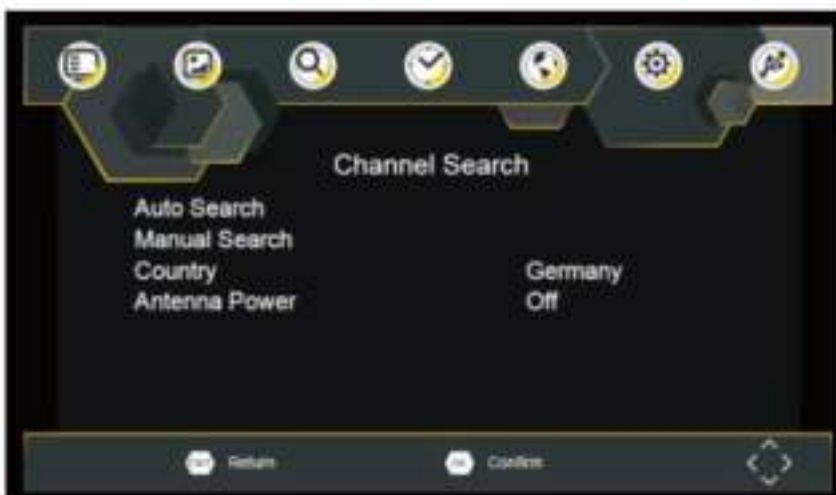 Channel Search
Auto Search
Manual Search
Country Germany
Antenna Power Off
Return Confirm